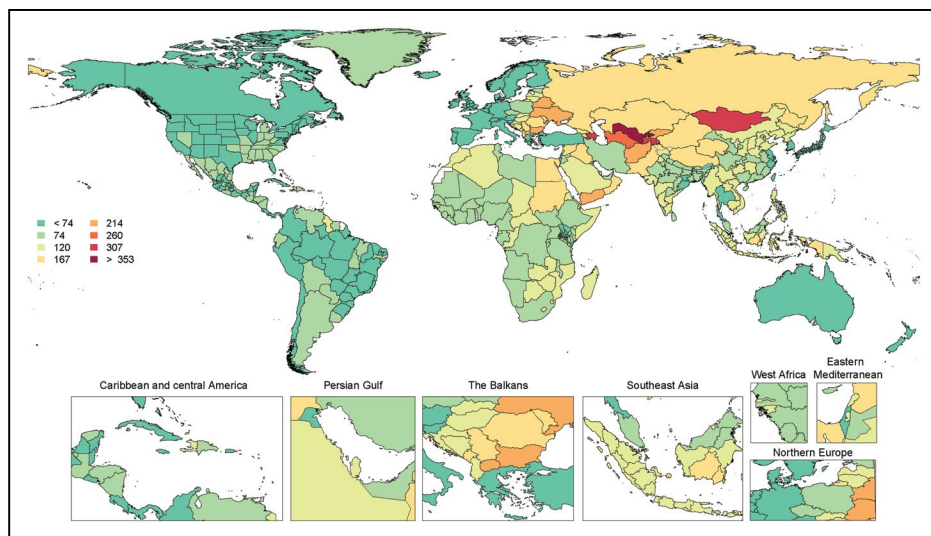 < 74
74
120
167
214
260
307
> 353
Caribbean and central America
Persian Gulf
The Balkans
Southeast Asia
West Africa
Eastern
Mediterranean
Northern Europe